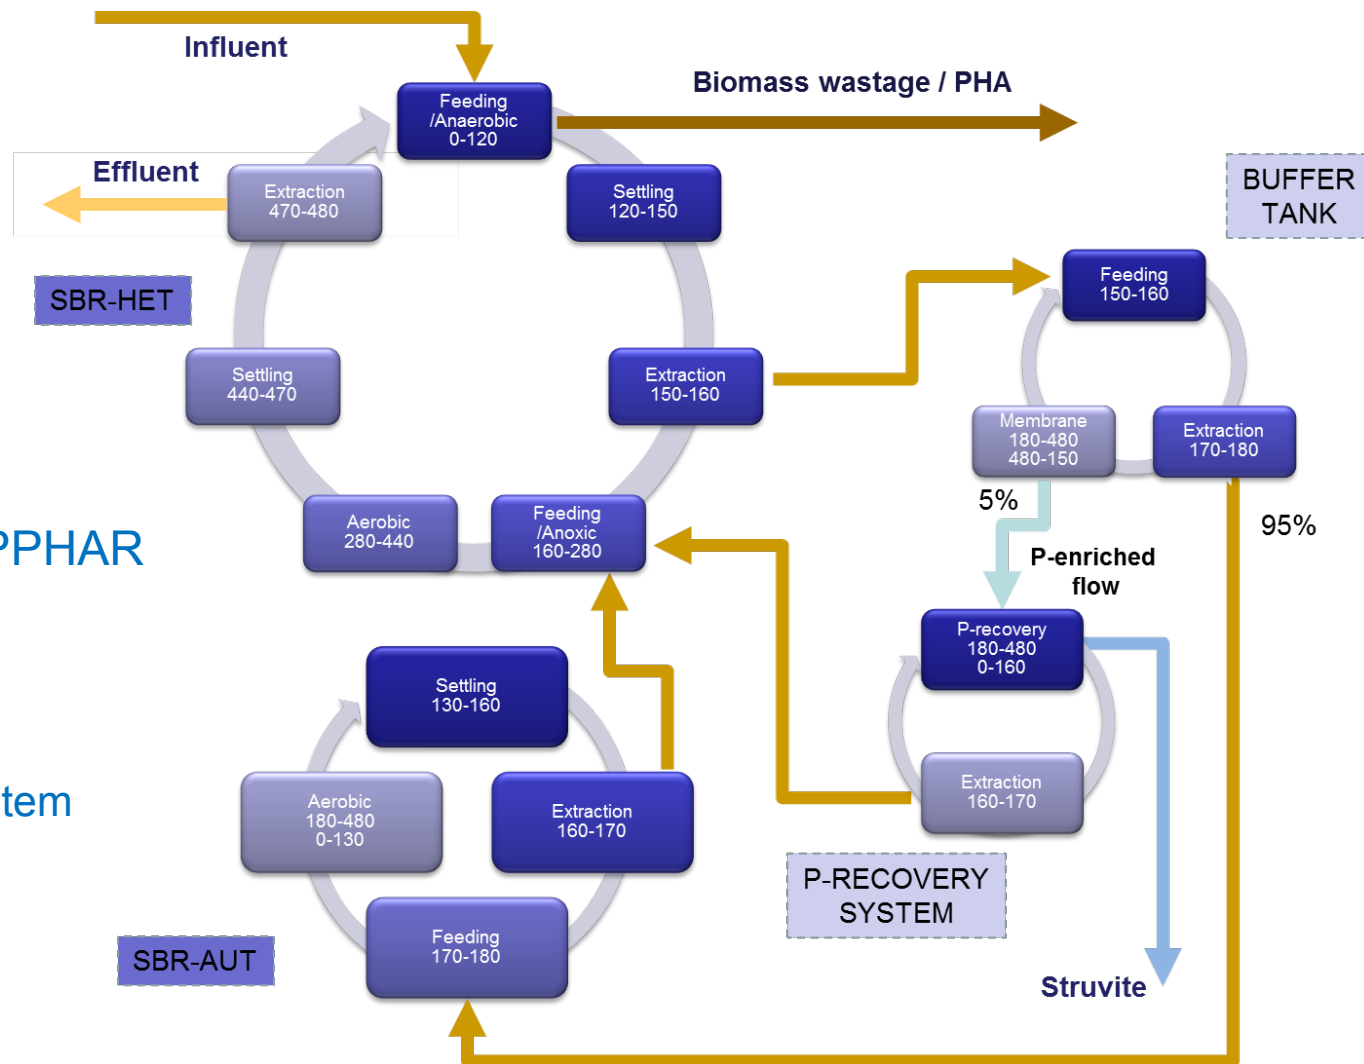 Influent
Biomass wastage / PHA
Feeding
/Anaerobic
0-120
Effluent
Extraction
470-480
Settling
120-150
BUFFER
TANK
SBR-HET
Feeding
150-160
Settling
440-470
Extraction
150-160
Membrane
180-480
480-150
Extraction
170-180
5%
95%
Aerobic
280-440
Feeding
/Anoxic
160-280
PPHAR
P-enriched
flow
P-recovery
180-480
0-160
Settling
130-160
tem
Aerobic
180-480
0-130
Extraction
160-170
Extraction
160-170
P-RECOVERY
SYSTEM
SBR-AUT
Feeding
170-180
Struvite